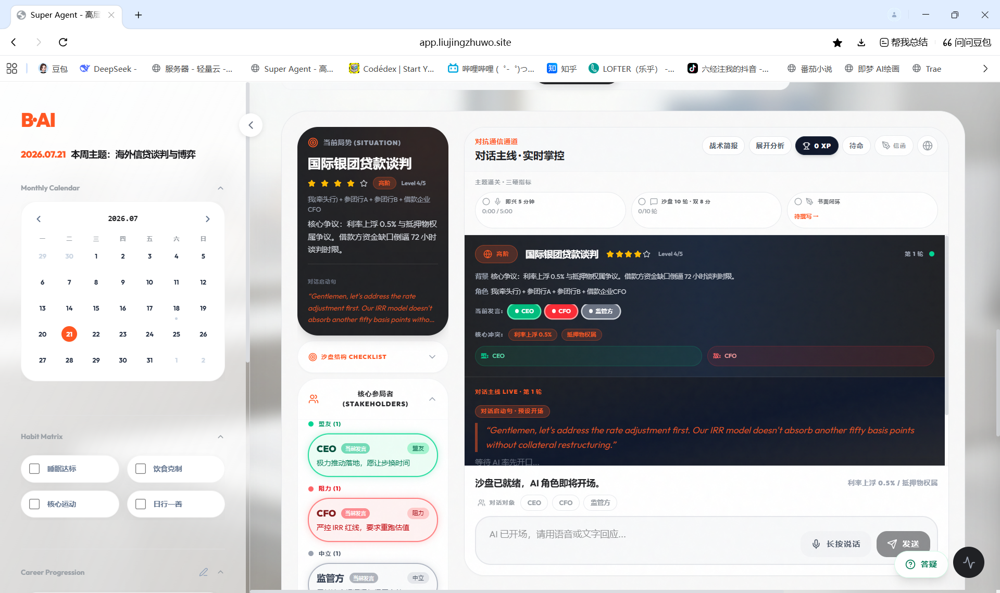 Super Agent - 高层
app.liujingzhuwo.site
帮我总结
问问豆包
豆包
DeepSeek -
服务器 - 轻量云 -...
Super Agent - 高...
Codédex | Start Y...
哔哩哔哩 (゜-゜)つ...
知乎
LOFTER（乐乎） -...
六经注我的抖音 -...
番茄小说
即梦 AI绘画
Trae
B·AI
2026.07.21 本周主题：海外信贷谈判与博弈
Monthly Calendar
2026.07
一 二 三 四 五 六 日
29 30 1 2 3 4 5
6 7 8 9 10 11 12
13 14 15 16 17 18 19
20 21 22 23 24 25 26
27 28 29 30 31 1 2
Habit Matrix
睡眠达标
饮食克制
核心运动
日行一善
Career Progression
当前局势 (SITUATION)
国际银团贷款谈判
高阶 Level 4/5
我(牵头行) + 参团行A + 参团行B + 借款企业
CFO
核心争议：利率上浮 0.5% 与抵押物权
属争议。借款方资金缺口倒逼 72 小时
谈判时限。
对话启动句
“Gentlemen, let's address the rate
adjustment first. Our IRR model doesn't
absorb another fifty basis points witho...
沙盘结构 CHECKLIST
核心参局者
(STAKEHOLDERS)
盟友 (1)
CEO 当前发言 盟友
极力推动落地，愿让步换时间
阻力 (1)
CFO 当前发言 阻力
严控 IRR 红线，要求重跑估值
中立 (1)
监管方 当前发言 中立
对抗通信通道
对话主线·实时掌控
战术简报
展开分析
0 XP
待命
信函
主题通关·三硬指标
即兴 5 分钟
0:00 / 5:00
沙盘 10 轮·双 8 分
0/10 轮
书面闭环
待撰写→
高阶 国际银团贷款谈判 Level 4/5 第 1 轮
背景 核心争议：利率上浮 0.5% 与抵押物权属争议。借款方资金缺口倒逼 72 小时谈判时限。
角色 我(牵头行) + 参团行A + 参团行B + 借款企业CFO
当前发言: CEO CFO 监管方
核心冲突: 利率上浮 0.5% 抵押物权属
盟: CEO
敌: CFO
对话主线 LIVE · 第 1 轮
对话启动句 · 预设开场
“Gentlemen, let's address the rate adjustment first. Our IRR model doesn't absorb another fifty basis points
without collateral restructuring.”
等待 AI 率先开口...
沙盘已就绪，AI 角色即将开场。
利率上浮 0.5% / 抵押物权属
对话对象 CEO CFO 监管方
AI 已开场，请用语音或文字回应...
长按说话
发送
答疑